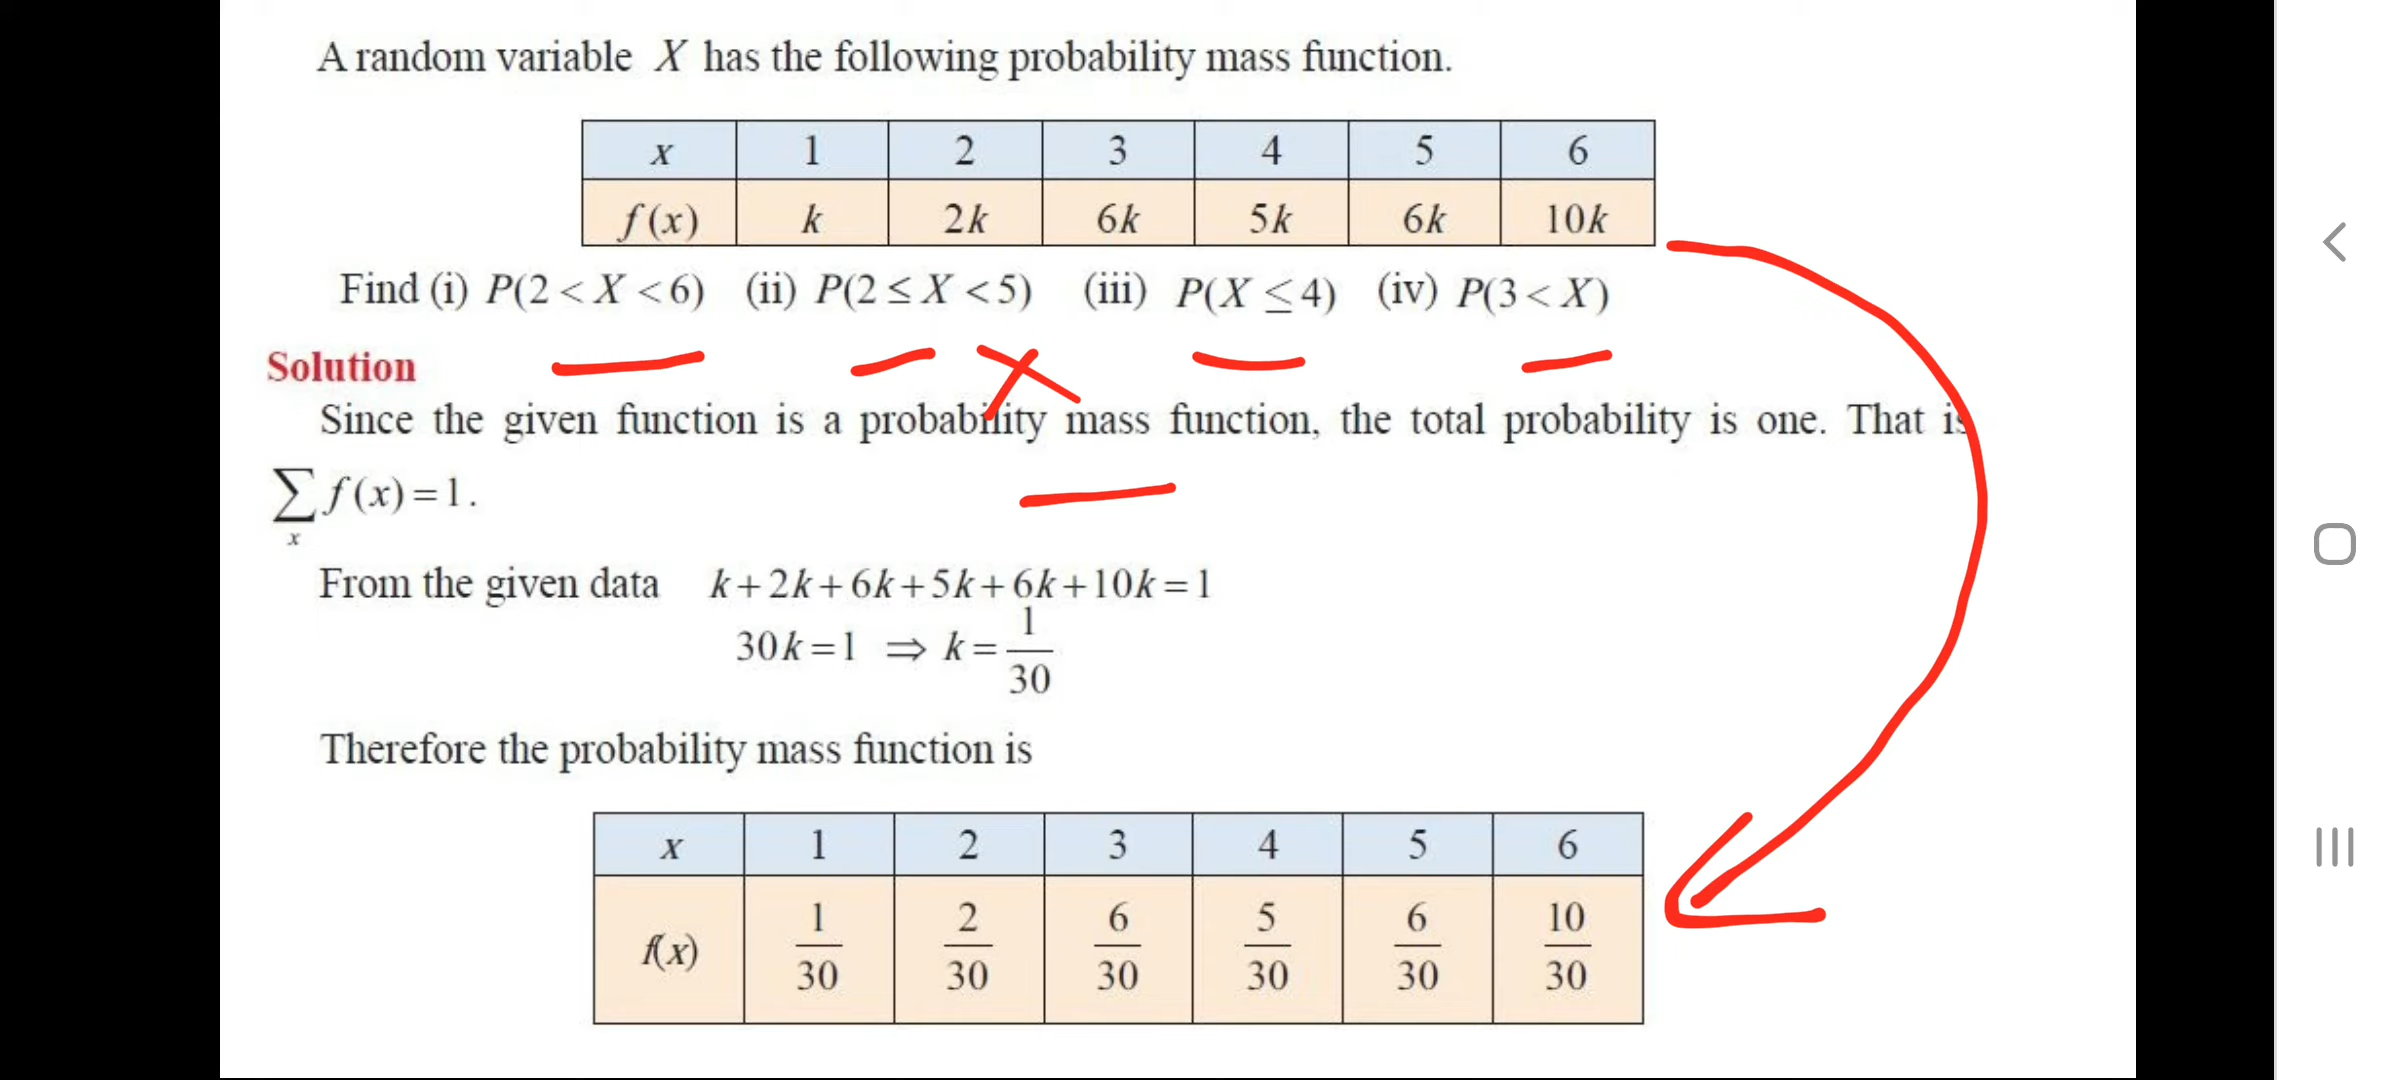 A random variable X has the following probability mass function.
x 1 2 3 4 5 6
f(x) k 2k 6k 5k 6k 10k
Find (i) P(2 < X < 6) (ii) P(2 ≤ X < 5) (iii) P(X ≤ 4) (iv) P(3 < X)
Solution
Since the given function is a probability mass function, the total probability is one. That is
∑ f(x) = 1.
x
From the given data k + 2k + 6k + 5k + 6k + 10k = 1
30k = 1 ⇒ k = 1/30
Therefore the probability mass function is
x 1 2 3 4 5 6
f(x) 1/30 2/30 6/30 5/30 6/30 10/30